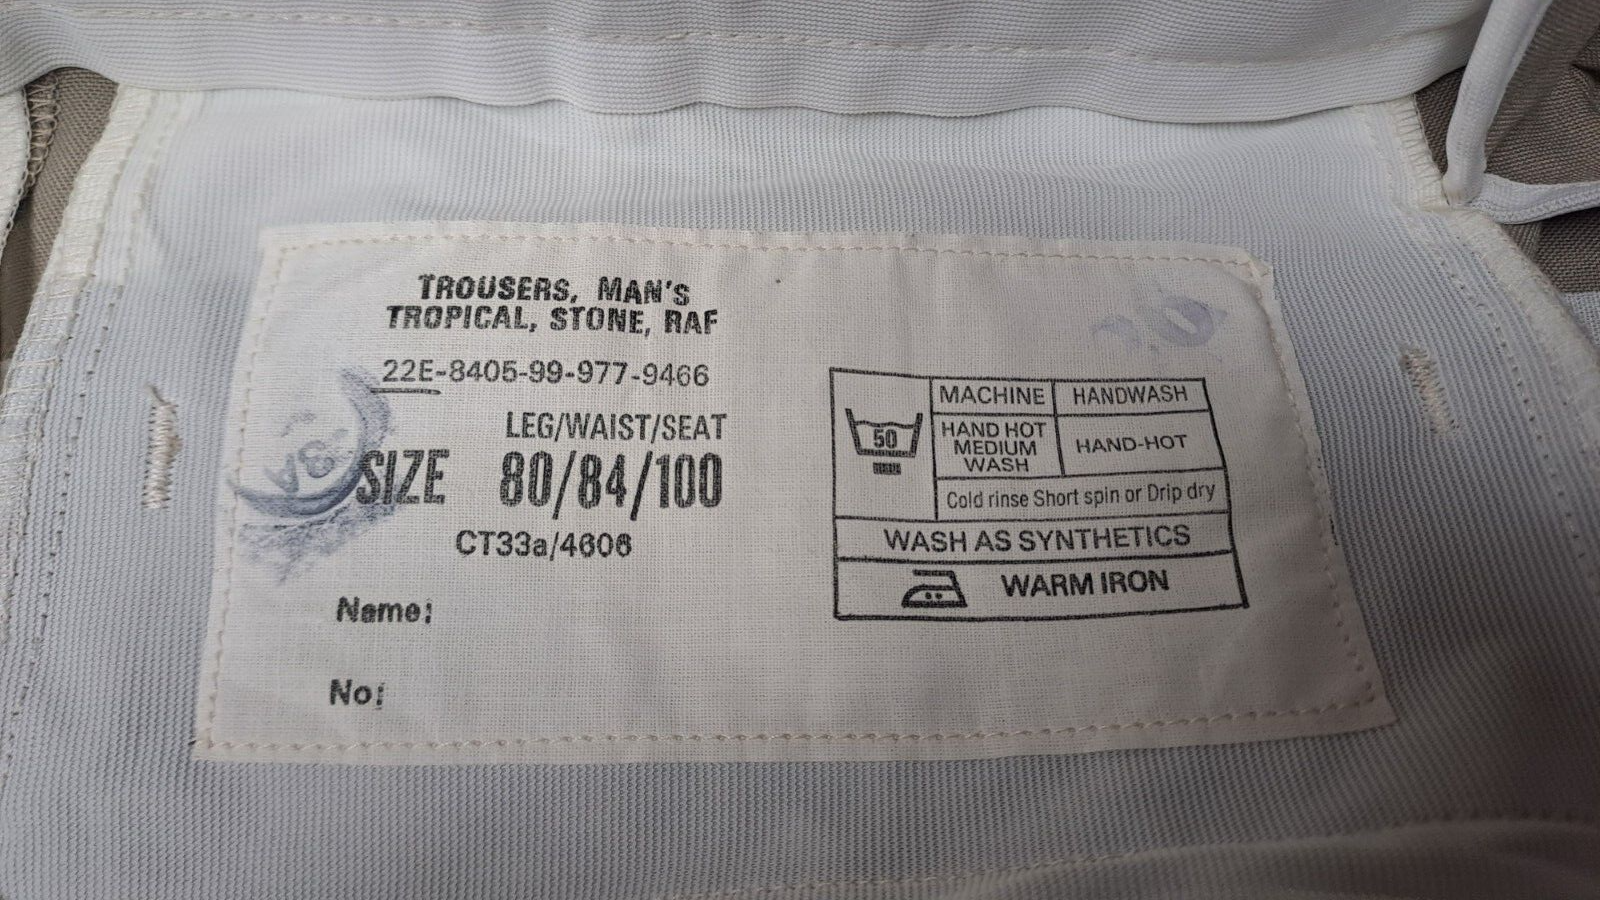 TROUSERS, MAN'S
TROPICAL, STONE, RAF
22E-8405-99-977-9466
LEG/WAIST/SEAT
SIZE 80/84/100
CT33a/4606
Name:
No:
50
MACHINE HANDWASH
HAND HOT
MEDIUM
WASH
HAND-HOT
Cold rinse Short spin or Drip dry
WASH AS SYNTHETICS
WARM IRON